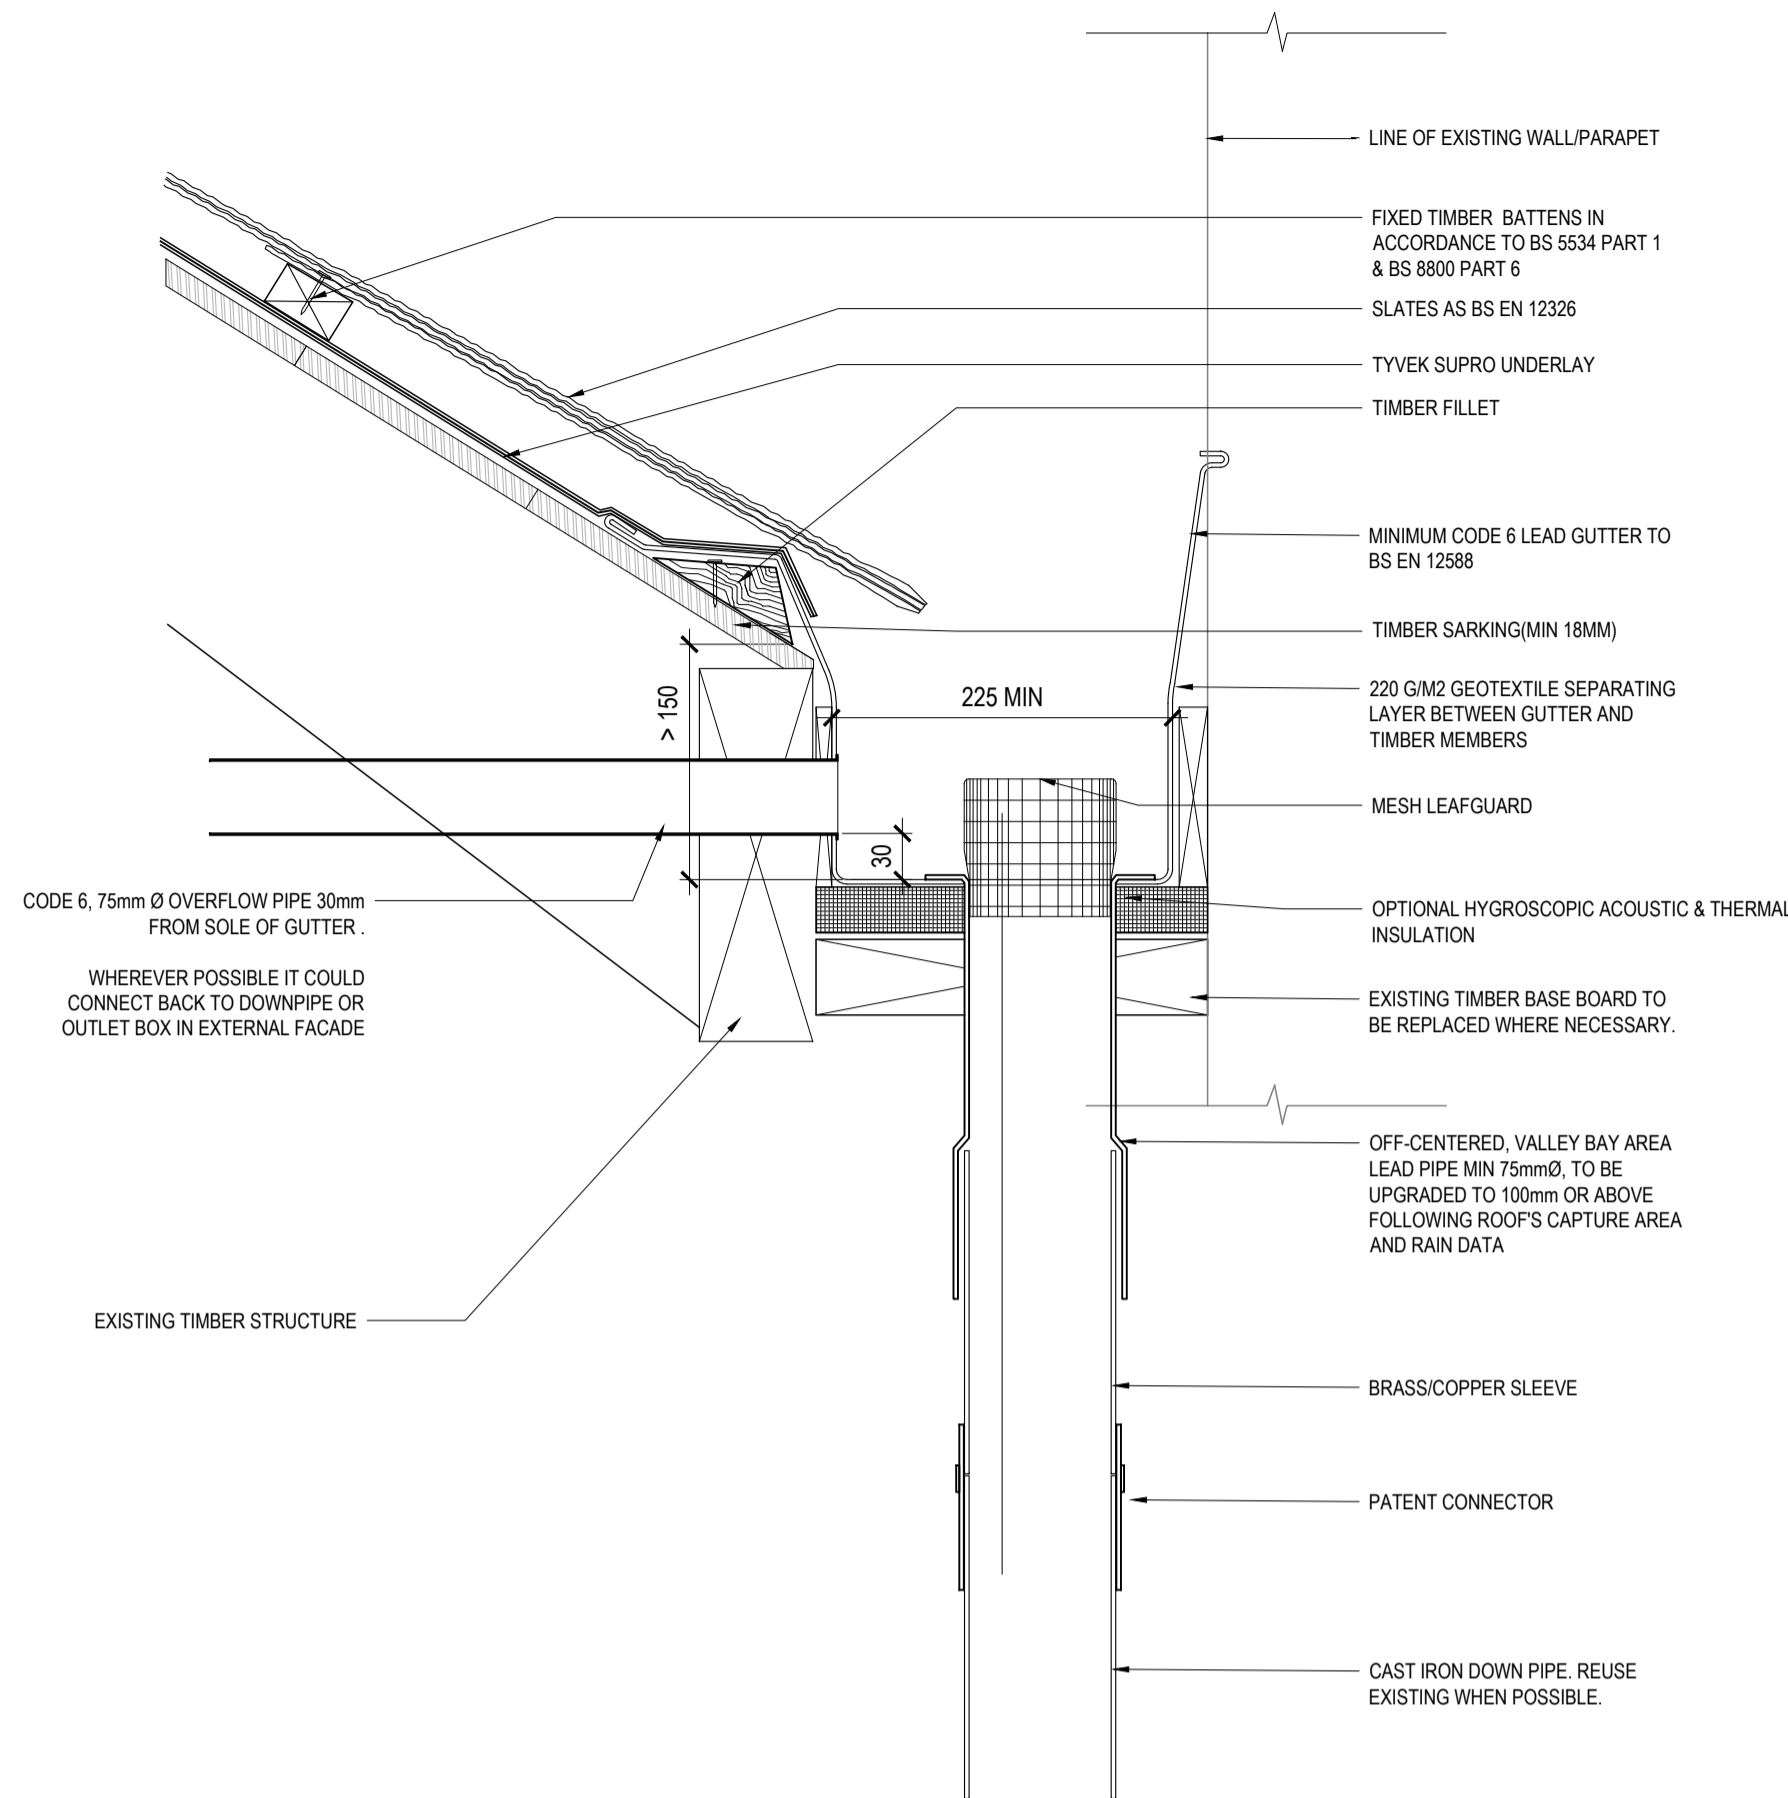 LINE OF EXISTING WALL/PARAPET
FIXED TIMBER BATTENS IN
ACCORDANCE TO BS 5534 PART 1
& BS 8800 PART 6
SLATES AS BS EN 12326
TYVEK SUPRO UNDERLAY
TIMBER FILLET
MINIMUM CODE 6 LEAD GUTTER TO
BS EN 12588
TIMBER SARKING(MIN 18MM)
> 150
225 MIN
220 G/M2 GEOTEXTILE SEPARATING
LAYER BETWEEN GUTTER AND
TIMBER MEMBERS
MESH LEAFGUARD
30
CODE 6, 75mm Ø OVERFLOW PIPE 30mm
FROM SOLE OF GUTTER .
WHEREVER POSSIBLE IT COULD
CONNECT BACK TO DOWNPIPE OR
OUTLET BOX IN EXTERNAL FACADE
OPTIONAL HYGROSCOPIC ACOUSTIC & THERMAL
INSULATION
EXISTING TIMBER BASE BOARD TO
BE REPLACED WHERE NECESSARY.
OFF-CENTERED, VALLEY BAY AREA
LEAD PIPE MIN 75mmØ, TO BE
UPGRADED TO 100mm OR ABOVE
FOLLOWING ROOF'S CAPTURE AREA
AND RAIN DATA
EXISTING TIMBER STRUCTURE
BRASS/COPPER SLEEVE
PATENT CONNECTOR
CAST IRON DOWN PIPE. REUSE
EXISTING WHEN POSSIBLE.